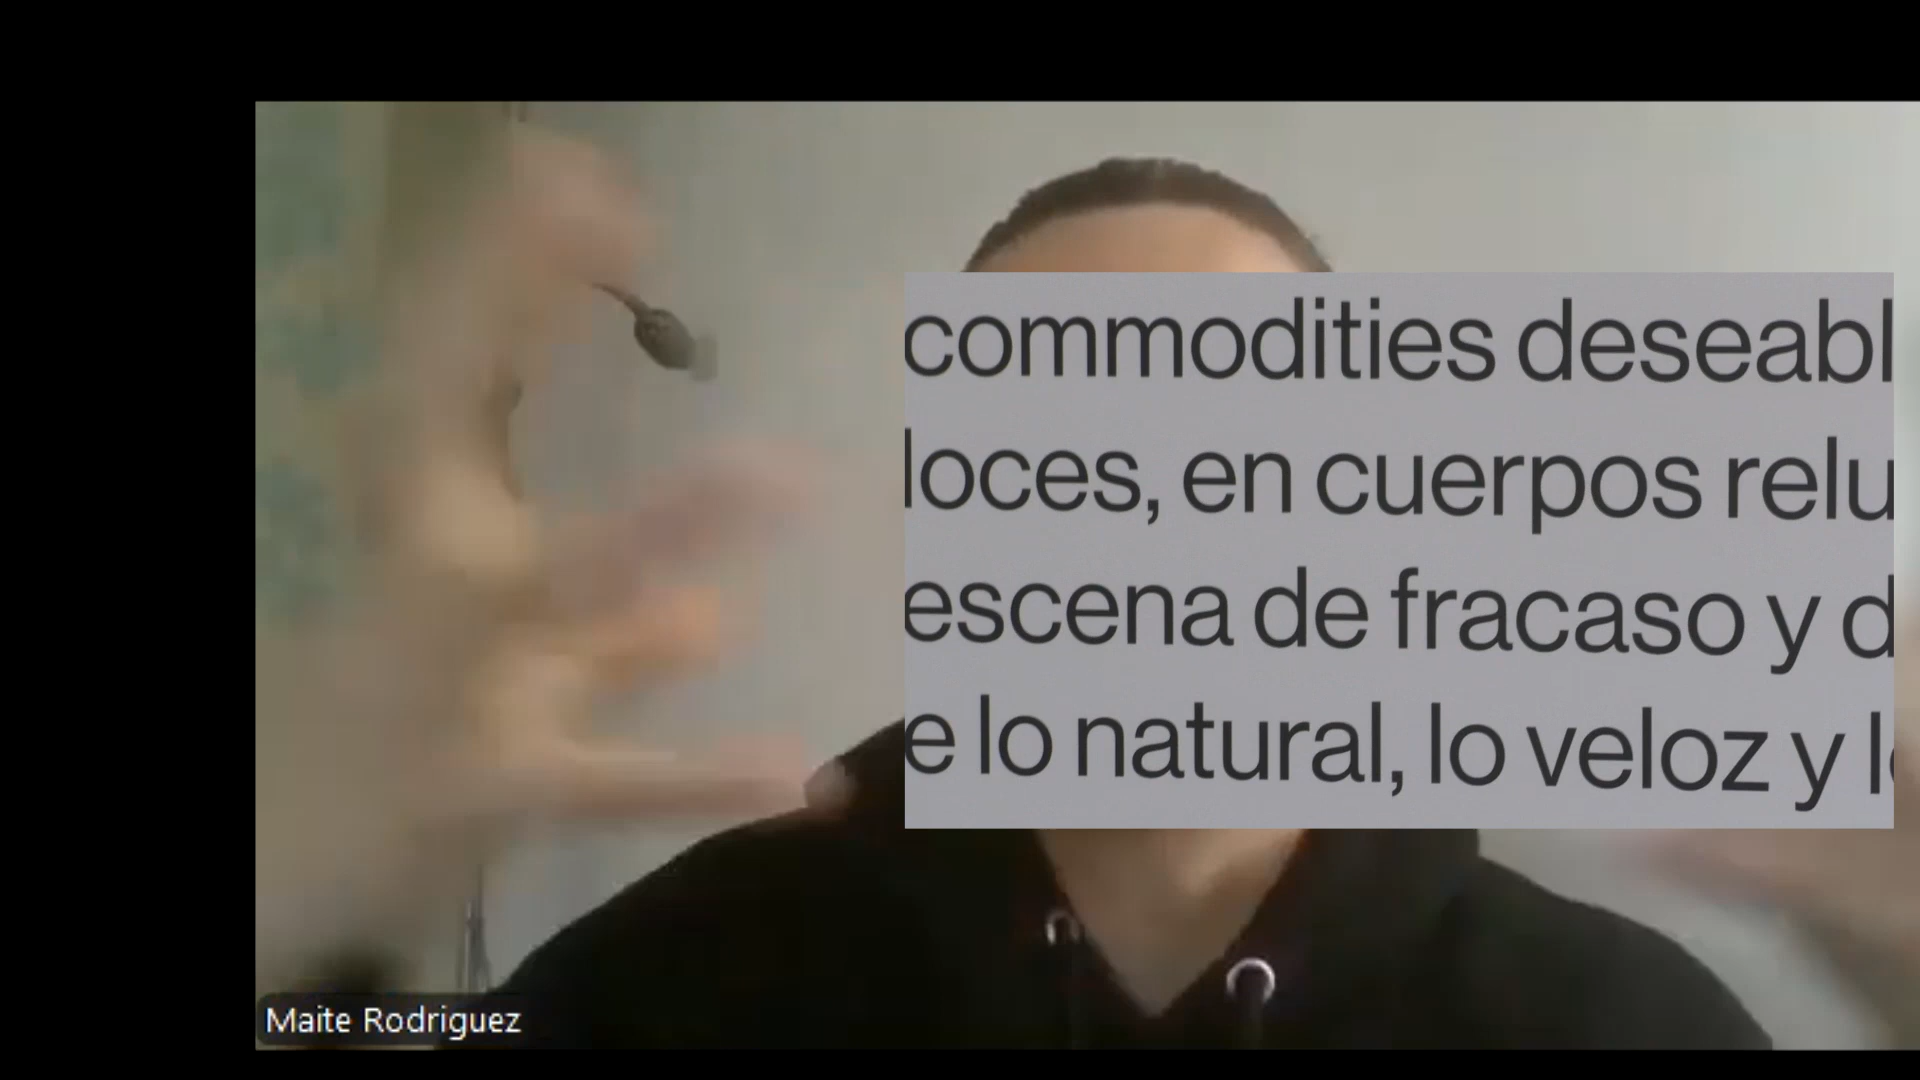 commodities deseabl
loces, en cuerpos relu
escena de fracaso y d
e lo natural, lo veloz y l
Maite Rodriguez